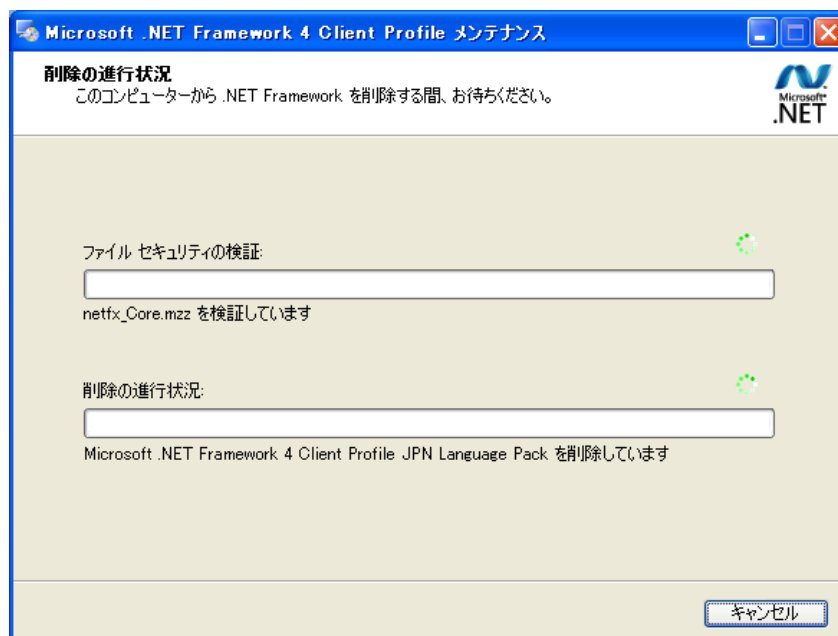 Microsoft .NET Framework 4 Client Profile メンテナンス
削除の進行状況
このコンピューターから .NET Framework を削除する間、お待ちください。
Microsoft®
.NET
ファイル セキュリティの検証:
netfx_Core.mzz を検証しています
削除の進行状況:
Microsoft .NET Framework 4 Client Profile JPN Language Pack を削除しています
キャンセル